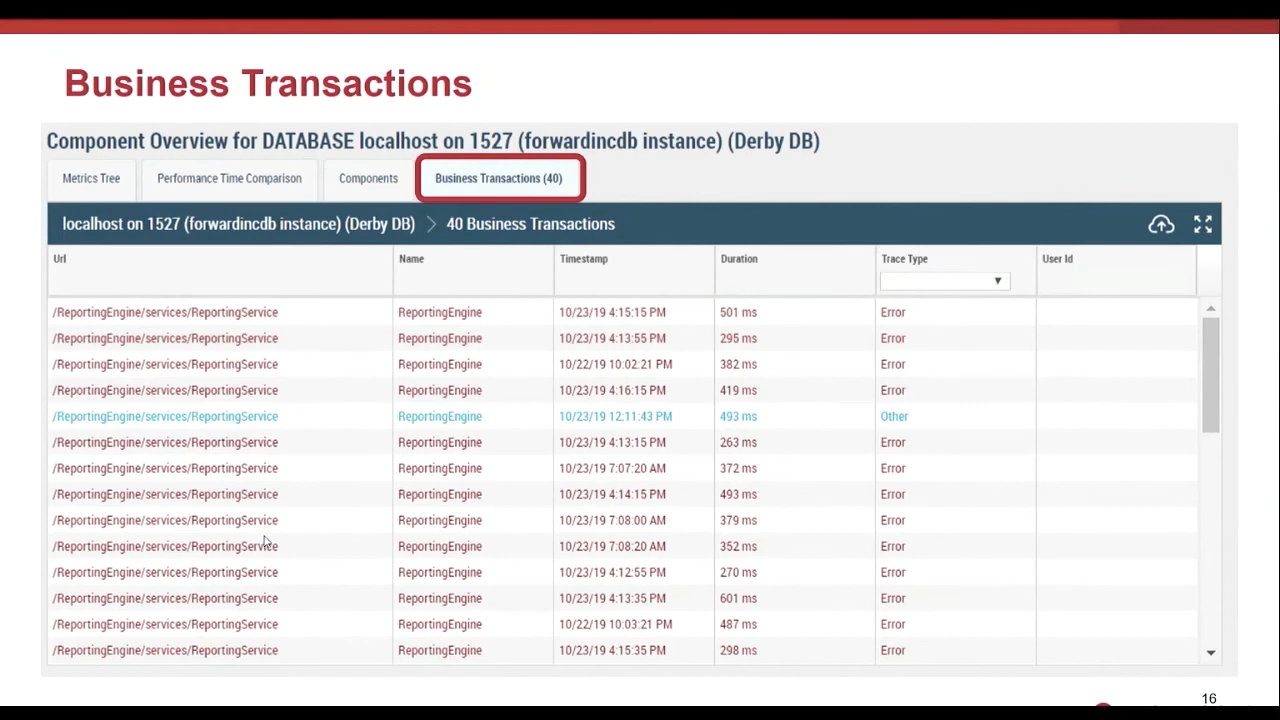 Business Transactions
Component Overview for DATABASE localhost on 1527 (forwardincdb instance) (Derby DB)
Metrics Tree Performance Time Comparison Components Business Transactions (40)
localhost on 1527 (forwardincdb instance) (Derby DB) 40 Business Transactions
Url Name Timestamp Duration Trace Type User Id
/ReportingEngine/services/ReportingService ReportingEngine 10/23/19 4:15:15 PM 501 ms Error
/ReportingEngine/services/ReportingService ReportingEngine 10/23/19 4:13:55 PM 295 ms Error
/ReportingEngine/services/ReportingService ReportingEngine 10/22/19 10:02:21 PM 382 ms Error
/ReportingEngine/services/ReportingService ReportingEngine 10/23/19 4:16:15 PM 419 ms Error
/ReportingEngine/services/ReportingService ReportingEngine 10/23/19 12:11:43 PM 493 ms Other
/ReportingEngine/services/ReportingService ReportingEngine 10/23/19 4:13:15 PM 263 ms Error
/ReportingEngine/services/ReportingService ReportingEngine 10/23/19 7:07:20 AM 372 ms Error
/ReportingEngine/services/ReportingService ReportingEngine 10/23/19 4:14:15 PM 493 ms Error
/ReportingEngine/services/ReportingService ReportingEngine 10/23/19 7:08:00 AM 379 ms Error
/ReportingEngine/services/ReportingService ReportingEngine 10/23/19 7:08:20 AM 352 ms Error
/ReportingEngine/services/ReportingService ReportingEngine 10/23/19 4:12:55 PM 270 ms Error
/ReportingEngine/services/ReportingService ReportingEngine 10/23/19 4:13:35 PM 601 ms Error
/ReportingEngine/services/ReportingService ReportingEngine 10/22/19 10:03:21 PM 487 ms Error
/ReportingEngine/services/ReportingService ReportingEngine 10/23/19 4:15:35 PM 298 ms Error
16